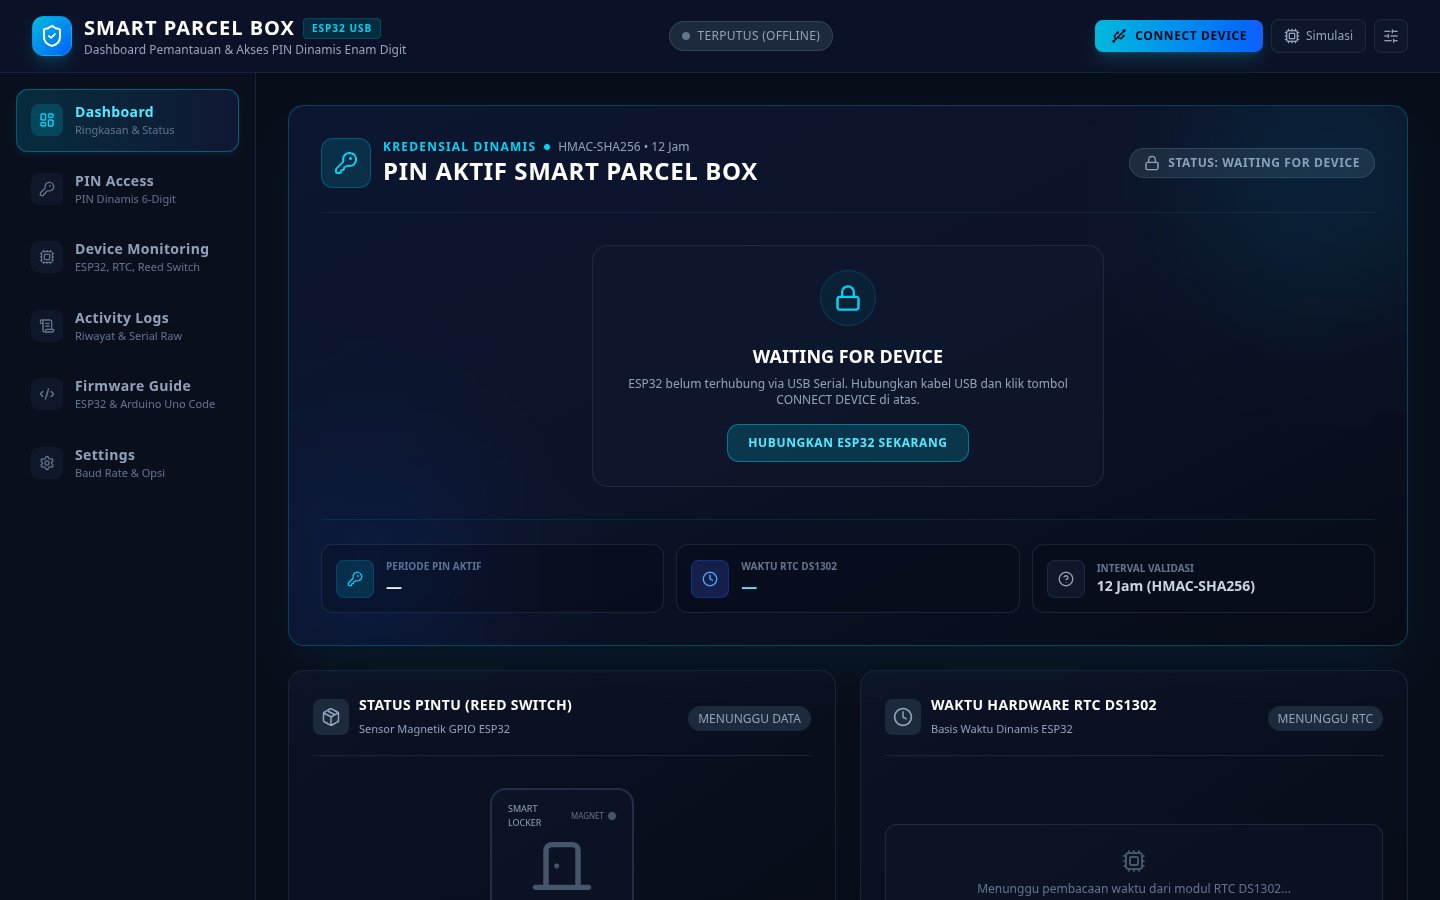 SMART PARCEL BOX
ESP32 USB
Dashboard Pemantauan & Akses PIN Dinamis Enam Digit
TERPUTUS (OFFLINE)
CONNECT DEVICE
Simulasi
Dashboard
Ringkasan & Status
PIN Access
PIN Dinamis 6-Digit
Device Monitoring
ESP32, RTC, Reed Switch
Activity Logs
Riwayat & Serial Raw
Firmware Guide
ESP32 & Arduino Uno Code
Settings
Baud Rate & Opsi
KREDENSIAL DINAMIS • HMAC-SHA256 • 12 Jam
PIN AKTIF SMART PARCEL BOX
STATUS: WAITING FOR DEVICE
WAITING FOR DEVICE
ESP32 belum terhubung via USB Serial. Hubungkan kabel USB dan klik tombol
CONNECT DEVICE di atas.
HUBUNGKAN ESP32 SEKARANG
PERIODE PIN AKTIF
—
WAKTU RTC DS1302
—
INTERVAL VALIDASI
12 Jam (HMAC-SHA256)
STATUS PINTU (REED SWITCH)
Sensor Magnetik GPIO ESP32
MENUNGGU DATA
SMART
LOCKER
MAGNET
WAKTU HARDWARE RTC DS1302
Basis Waktu Dinamis ESP32
MENUNGGU RTC
Menunggu pembacaan waktu dari modul RTC DS1302...